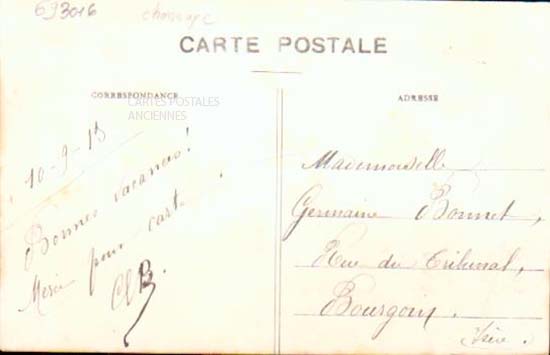 693016
CARTE POSTALE
CORRESPONDANCE
CARTES POSTALES
ANCIENNES
10-9-13
Bonnes vacances!
Merci pour carte.
ADRESSE
Mademoiselle
Germaine Bonnet,
Rue du Tribunal,
Bourgoin.
Isère.